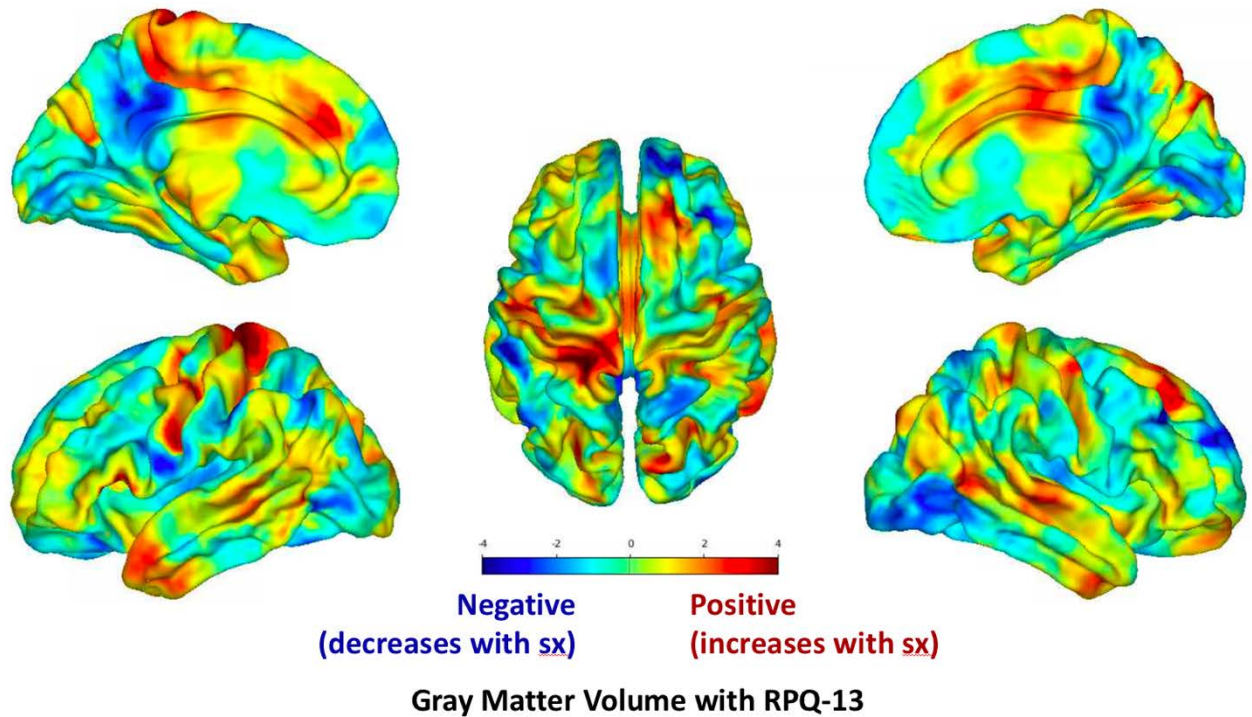 -4 -2 0 2 4
Negative Positive
(decreases with sx) (increases with sx)
Gray Matter Volume with RPQ-13